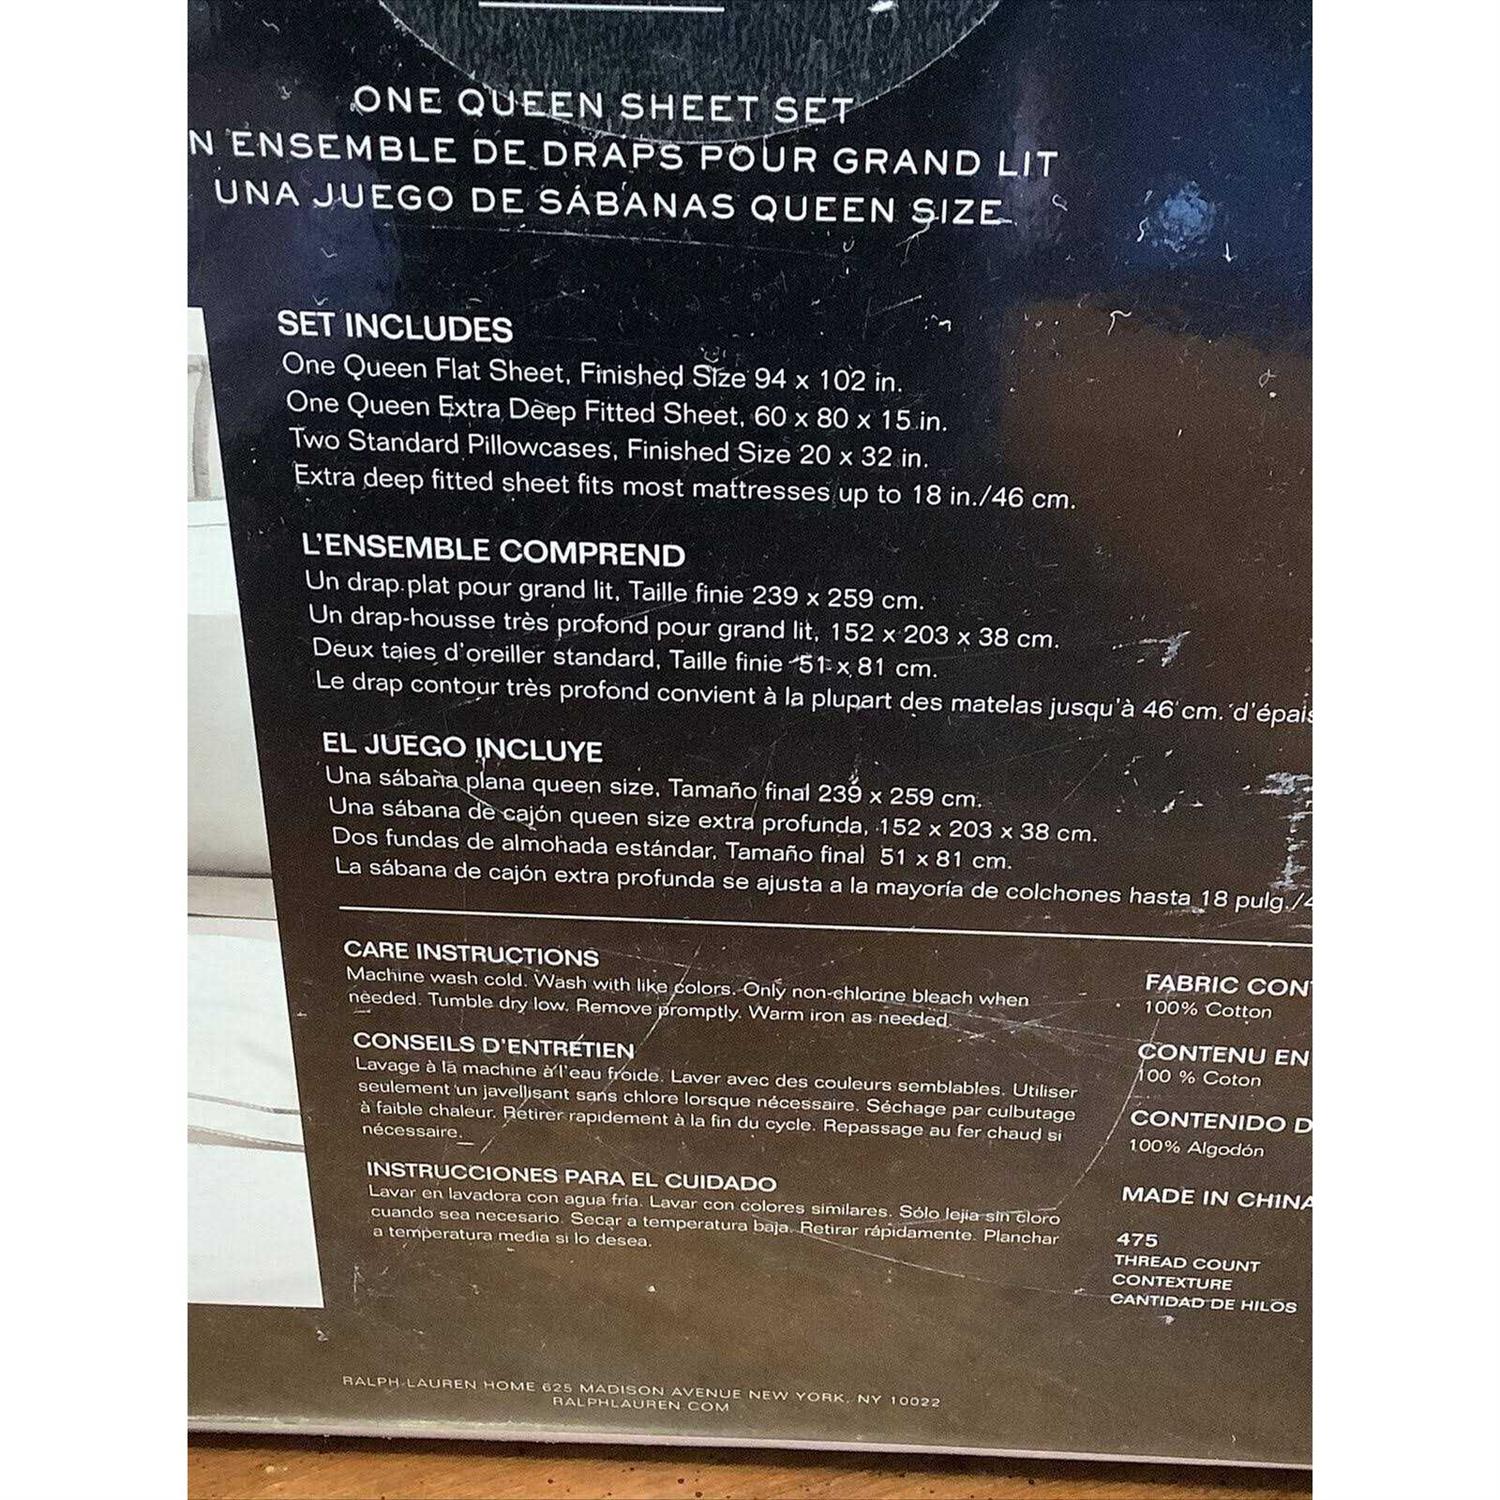 ONE QUEEN SHEET SET
N ENSEMBLE DE DRAPS POUR GRAND LIT
UNA JUEGO DE SÁBANAS QUEEN SIZE
SET INCLUDES
One Queen Flat Sheet, Finished Size 94 x 102 in.
One Queen Extra Deep Fitted Sheet, 60 x 80 x 15 in.
Two Standard Pillowcases, Finished Size 20 x 32 in.
Extra deep fitted sheet fits most mattresses up to 18 in./46 cm.
L'ENSEMBLE COMPREND
Un drap plat pour grand lit, Taille finie 239 x 259 cm.
Un drap-housse très profond pour grand lit, 152 x 203 x 38 cm.
Deux taies d'oreiller standard, Taille finie 51 x 81 cm.
Le drap contour très profond convient à la plupart des matelas jusqu'à 46 cm. d'épais
EL JUEGO INCLUYE
Una sábana plana queen size, Tamaño final 239 x 259 cm.
Una sábana de cajón queen size extra profunda, 152 x 203 x 38 cm.
Dos fundas de almohada estándar, Tamaño final 51 x 81 cm.
La sábana de cajón extra profunda se ajusta a la mayoría de colchones hasta 18 pulg./4
CARE INSTRUCTIONS
Machine wash cold. Wash with like colors. Only non-chlorine bleach when
needed. Tumble dry low. Remove promptly. Warm iron as needed.
CONSEILS D'ENTRETIEN
Lavage à la machine à l'eau froide. Laver avec des couleurs semblables. Utiliser
seulement un javellisant sans chlore lorsque nécessaire. Séchage par culbutage
à faible chaleur. Retirer rapidement à la fin du cycle. Repassage au fer chaud si
nécessaire.
INSTRUCCIONES PARA EL CUIDADO
Lavar en lavadora con agua fría. Lavar con colores similares. Sólo lejia sin cloro
cuando sea necesario. Secar a temperatura baja. Retirar rápidamente. Planchar
a temperatura media si lo desea.
FABRIC CON
100% Cotton
CONTENU EN
100 % Coton
CONTENIDO D
100% Algodón
MADE IN CHINA
475
THREAD COUNT
CONTEXTURE
CANTIDAD DE HILOS
RALPH LAUREN HOME 625 MADISON AVENUE NEW YORK, NY 10022
RALPHLAUREN.COM